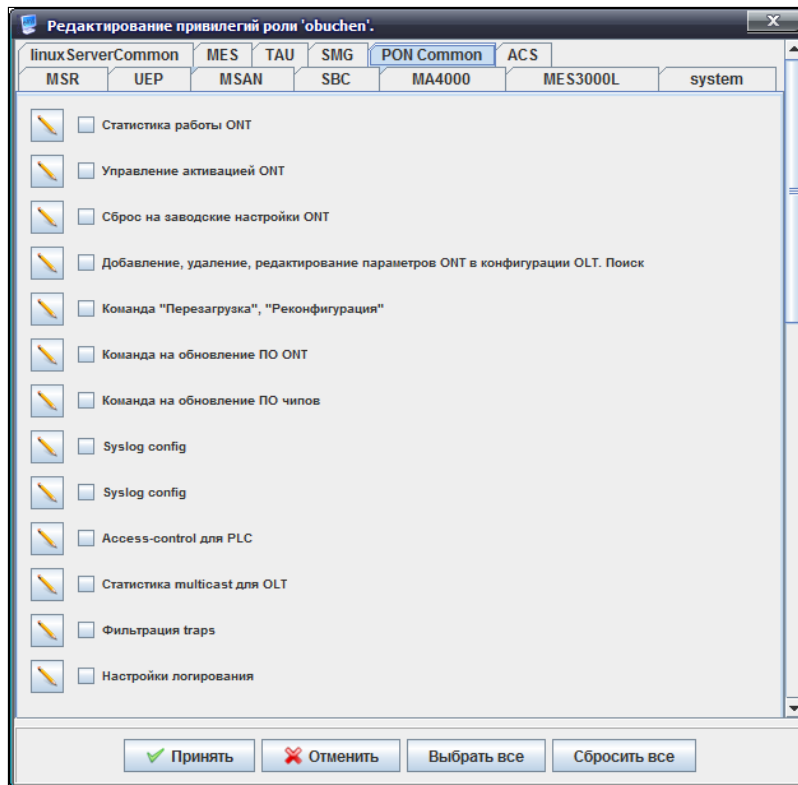 Редактирование привилегий роли 'obuchen'.
linuxServerCommon MES TAU SMG PON Common ACS
MSR UEP MSAN SBC MA4000 MES3000L system
Статистика работы ONT
Управление активацией ONT
Сброс на заводские настройки ONT
Добавление, удаление, редактирование параметров ONT в конфигурации OLT. Поиск
Команда "Перезагрузка", "Реконфигурация"
Команда на обновление ПО ONT
Команда на обновление ПО чипов
Syslog config
Syslog config
Access-control для PLC
Статистика multicast для OLT
Фильтрация traps
Настройки логирования
Принять Отменить Выбрать все Сбросить все